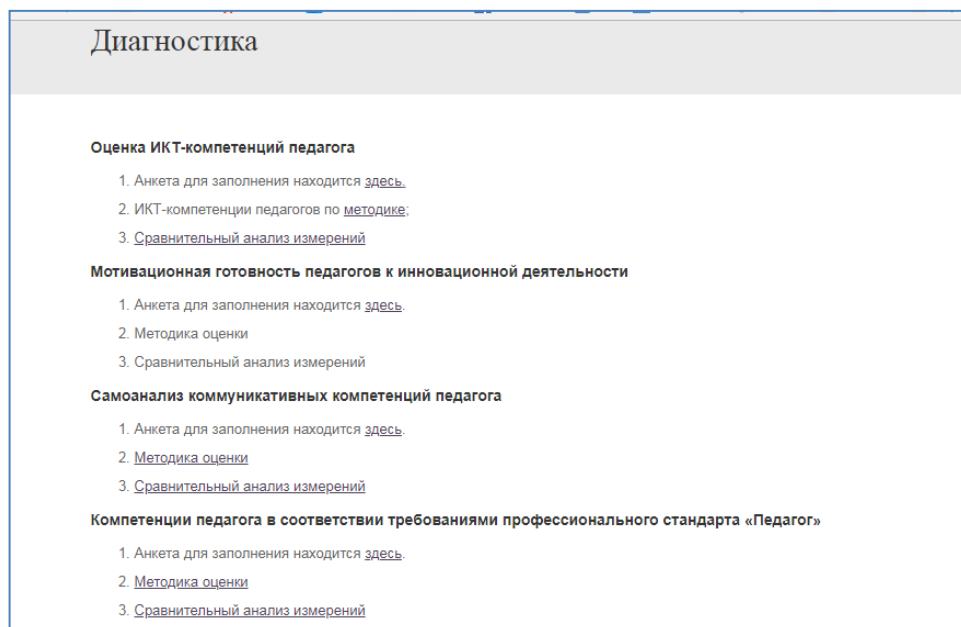 Диагностика
Оценка ИКТ-компетенций педагога
1. Анкета для заполнения находится здесь.
2. ИКТ-компетенции педагогов по методике;
3. Сравнительный анализ измерений
Мотивационная готовность педагогов к инновационной деятельности
1. Анкета для заполнения находится здесь.
2. Методика оценки
3. Сравнительный анализ измерений
Самоанализ коммуникативных компетенций педагога
1. Анкета для заполнения находится здесь.
2. Методика оценки
3. Сравнительный анализ измерений
Компетенции педагога в соответствии требованиями профессионального стандарта «Педагог»
1. Анкета для заполнения находится здесь.
2. Методика оценки
3. Сравнительный анализ измерений